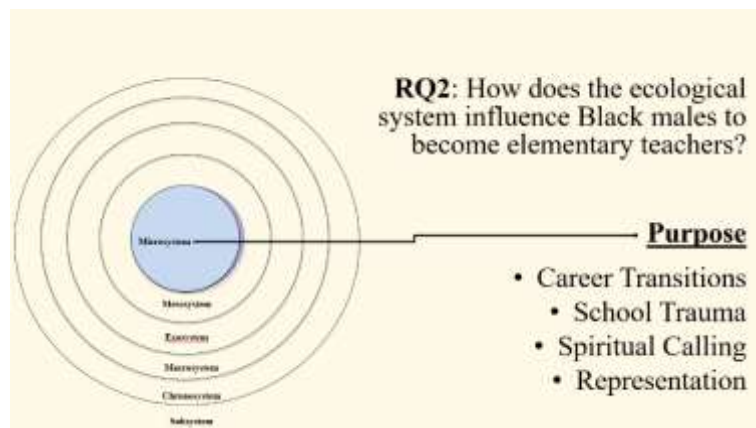 RQ2: How does the ecological
system influence Black males to
become elementary teachers?
Microsystem
Purpose
Mesosystem
Exosystem
Macrosystem
Chronosystem
Subsystem
• Career Transitions
• School Trauma
• Spiritual Calling
• Representation